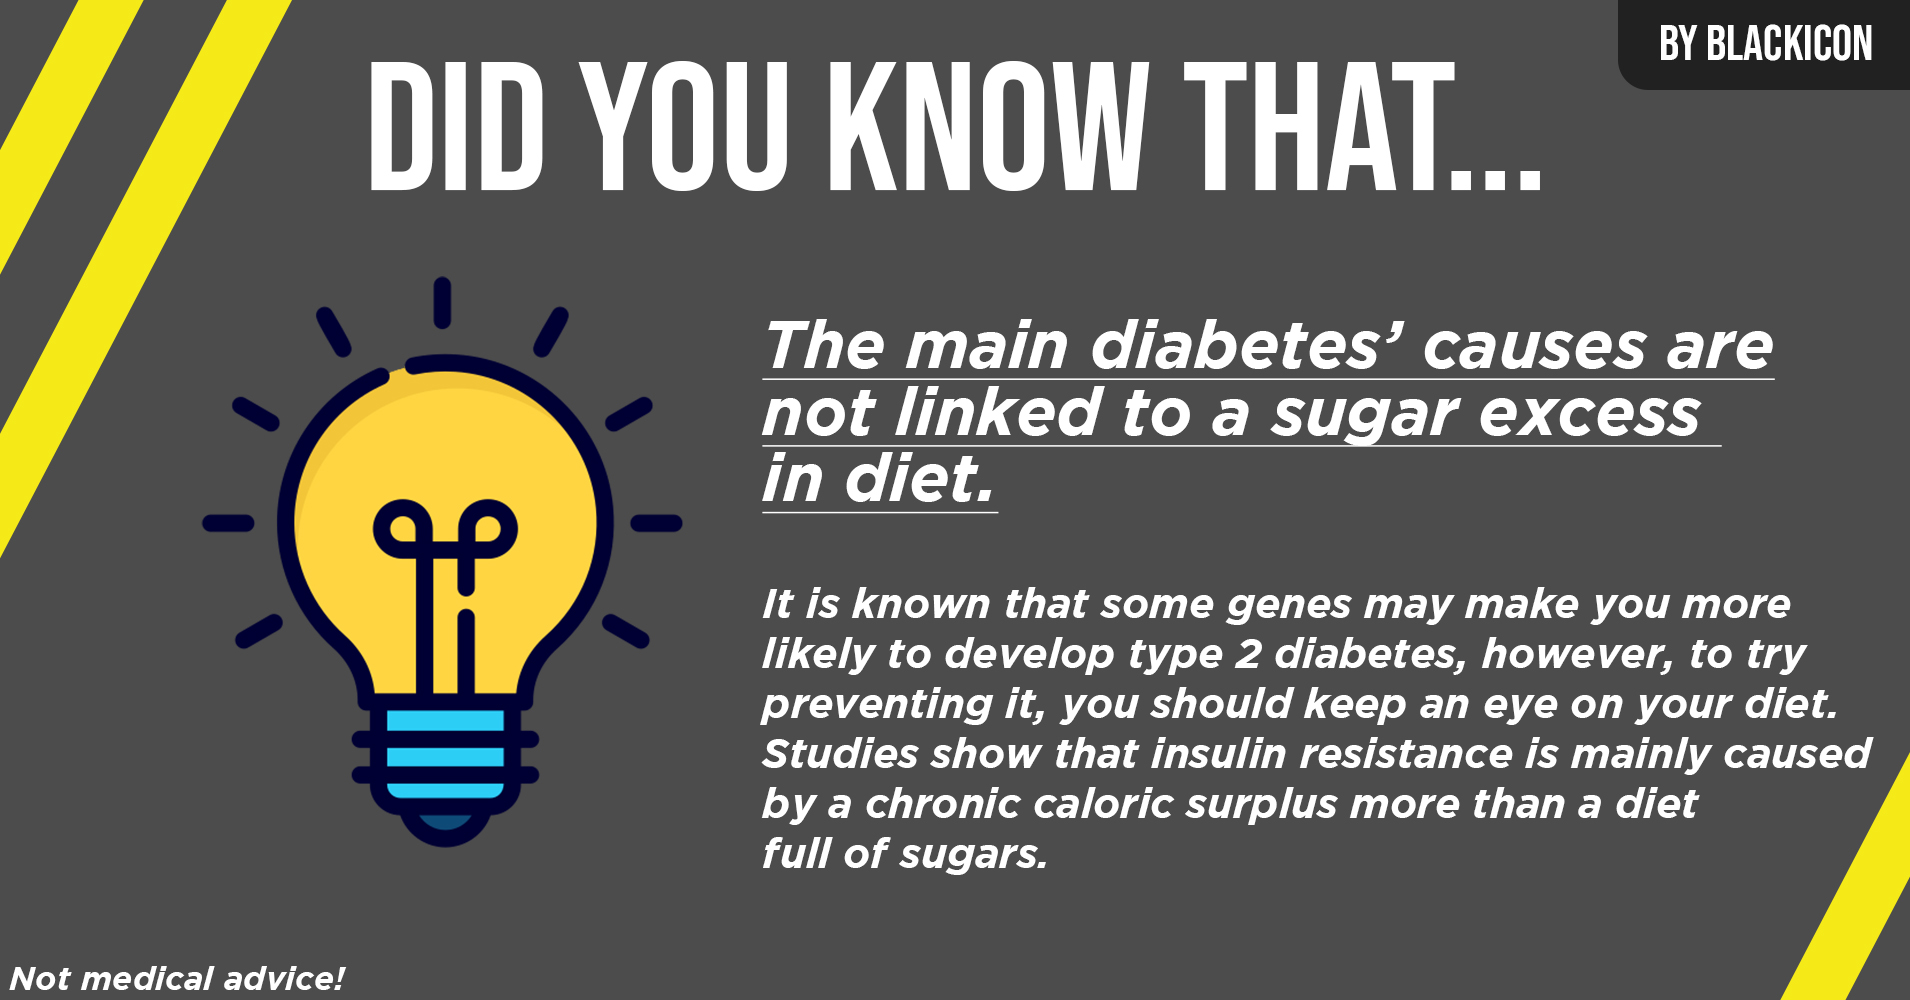 BY BLACKICON
DID YOU KNOW THAT...
The main diabetes’ causes are
not linked to a sugar excess
in diet.
It is known that some genes may make you more
likely to develop type 2 diabetes, however, to try
preventing it, you should keep an eye on your diet.
Studies show that insulin resistance is mainly caused
by a chronic caloric surplus more than a diet
full of sugars.
Not medical advice!